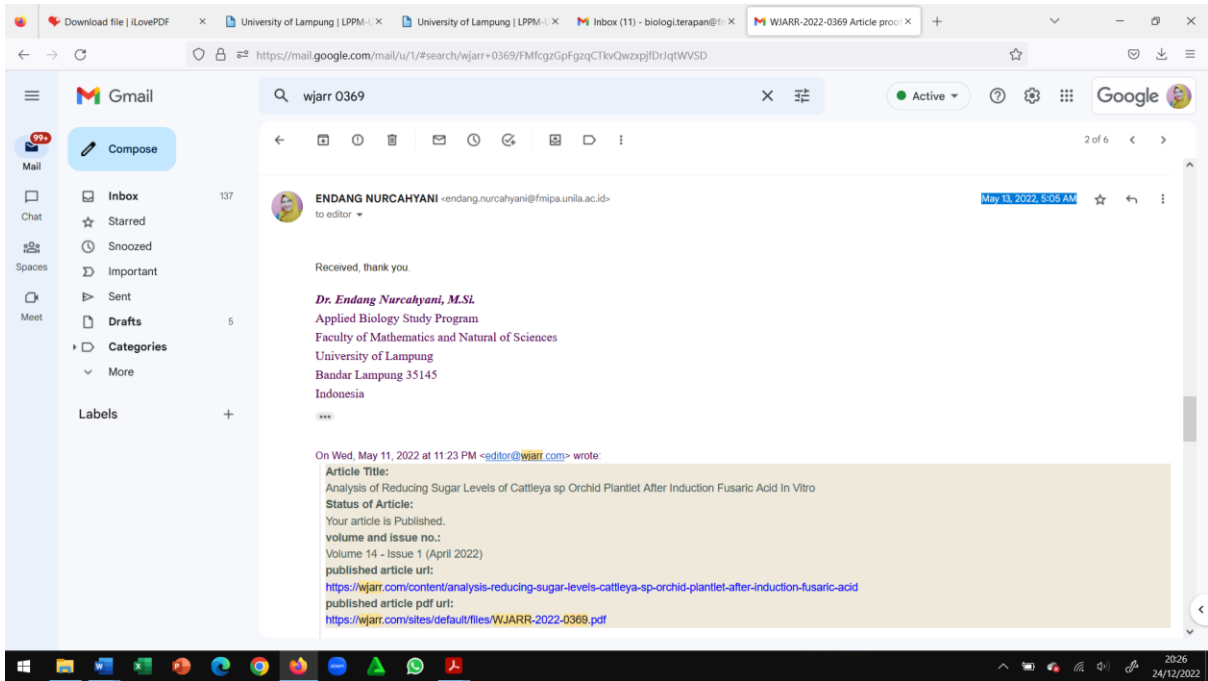 Download file | iLovePDF
University of Lampung | LPPM-U
University of Lampung | LPPM-U
Inbox (11) - biologi.terapan@fm
WJARR-2022-0369 Article proof
https://mail.google.com/mail/u/1/#search/wjarr+0369/FMfcgzGpFgzqCTkvQwzxpjfDrJqtWVSD
Gmail
wjarr 0369
Active
Google
99+
Mail
Chat
Spaces
Meet
Compose
Inbox 137
Starred
Snoozed
Important
Sent
Drafts 5
Categories
More
Labels
2 of 6
ENDANG NURCAHYANI <endang.nurcahyani@fmipa.unila.ac.id>
May 13, 2022, 5:05 AM
to editor
Received, thank you.
Dr. Endang Nurcahyani, M.Si.
Applied Biology Study Program
Faculty of Mathematics and Natural of Sciences
University of Lampung
Bandar Lampung 35145
Indonesia
On Wed, May 11, 2022 at 11:23 PM <editor@wjarr.com> wrote:
Article Title:
Analysis of Reducing Sugar Levels of Cattleya sp Orchid Plantlet After Induction Fusaric Acid In Vitro
Status of Article:
Your article is Published.
volume and issue no.:
Volume 14 - Issue 1 (April 2022)
published article url:
https://wjarr.com/content/analysis-reducing-sugar-levels-cattleya-sp-orchid-plantlet-after-induction-fusaric-acid
published article pdf url:
https://wjarr.com/sites/default/files/WJARR-2022-0369.pdf
20:26
24/12/2022